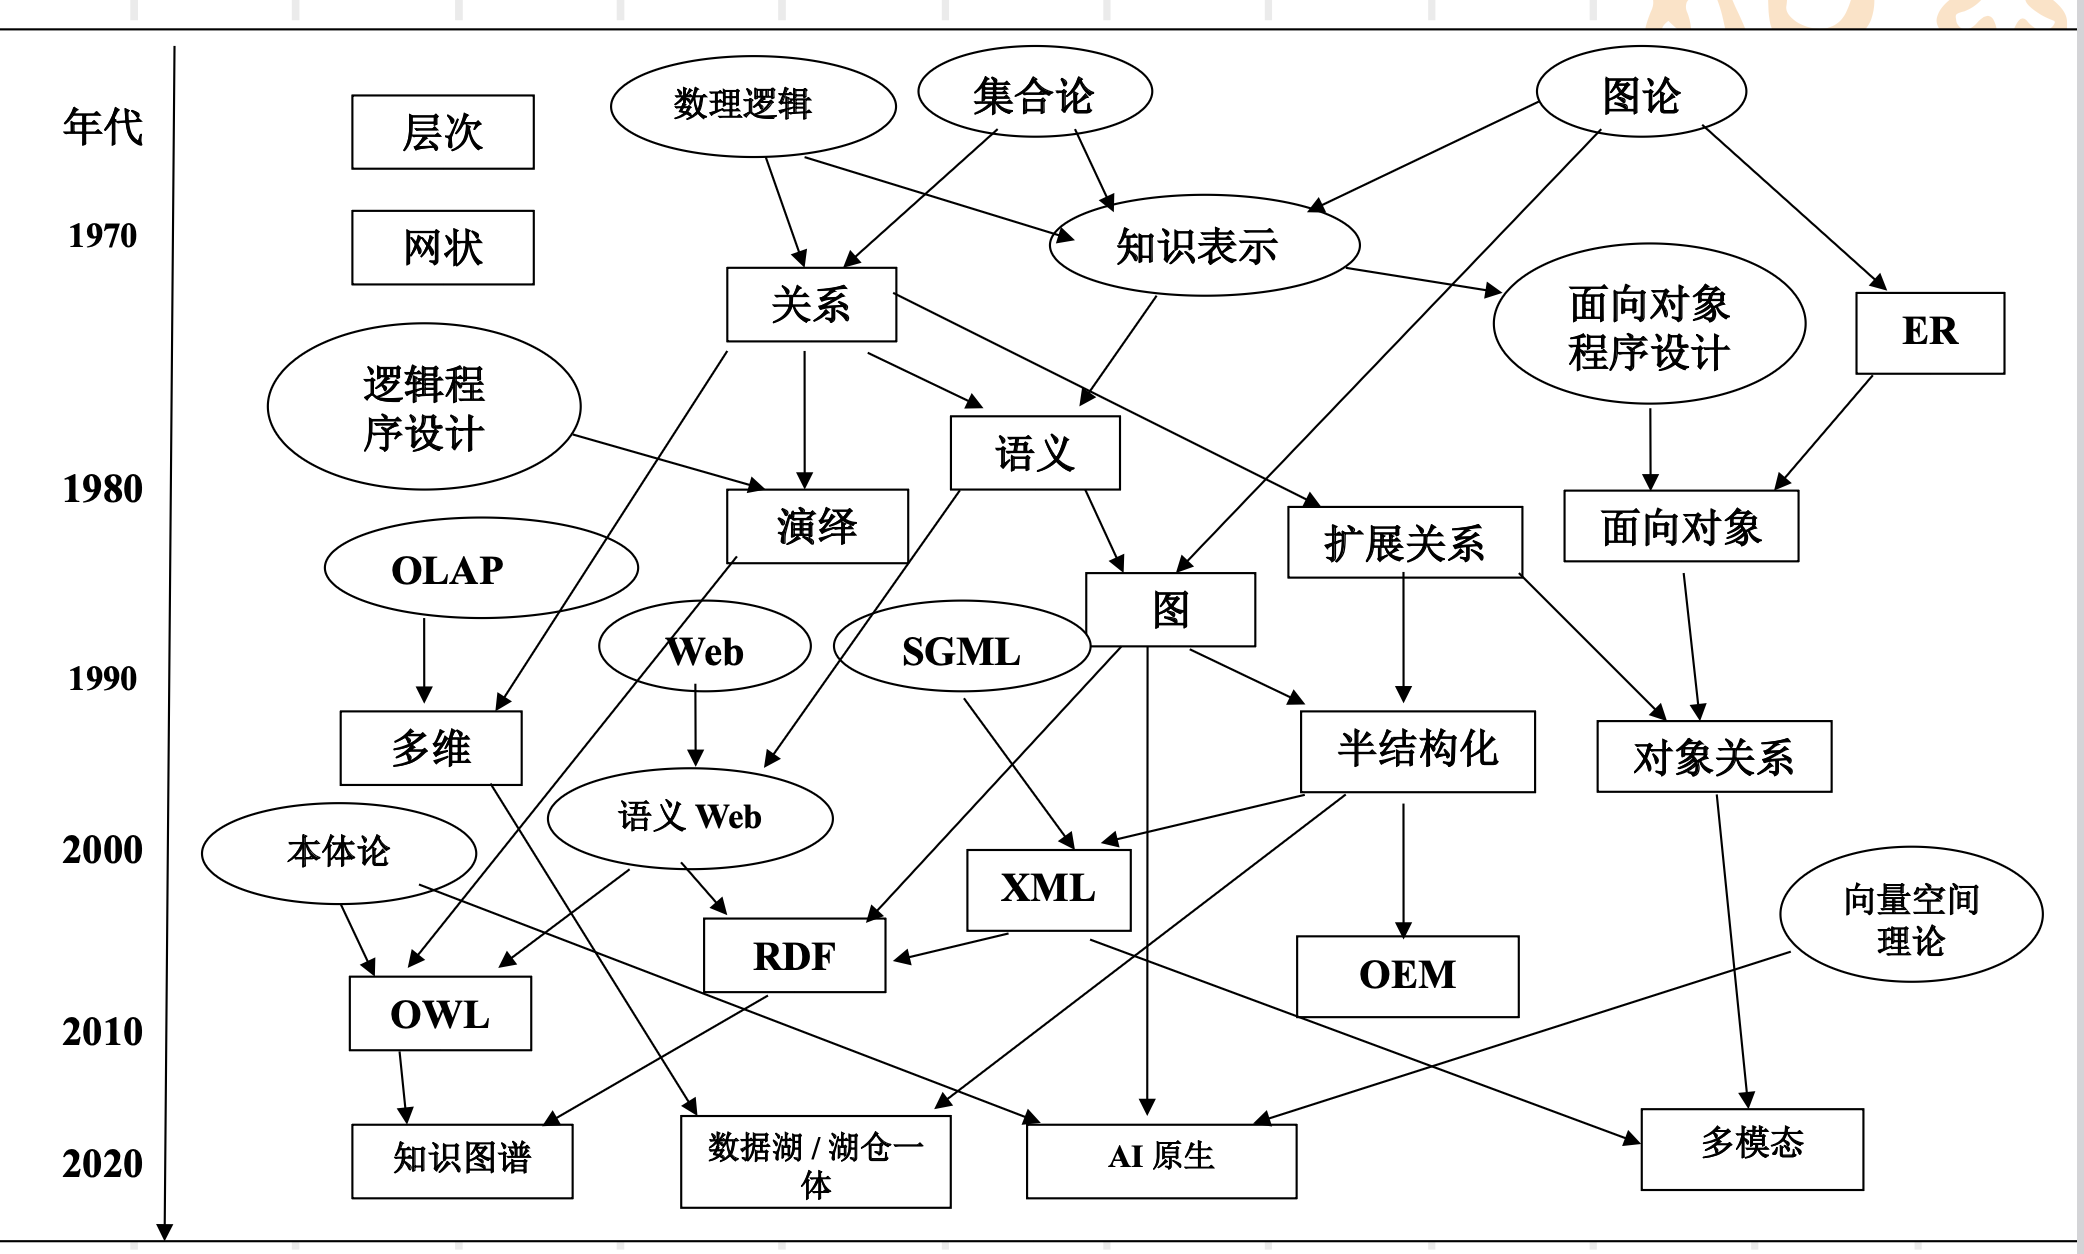 年代
层次
数理逻辑
集合论
图论
1970
网状
知识表示
关系
面向对象
程序设计
ER
逻辑程
序设计
语义
1980
演绎
扩展关系
面向对象
OLAP
图
Web
SGML
1990
多维
半结构化
对象关系
语义 Web
2000
本体论
XML
向量空间
理论
RDF
OEM
OWL
2010
知识图谱
数据湖 / 湖仓一
体
AI 原生
多模态
2020